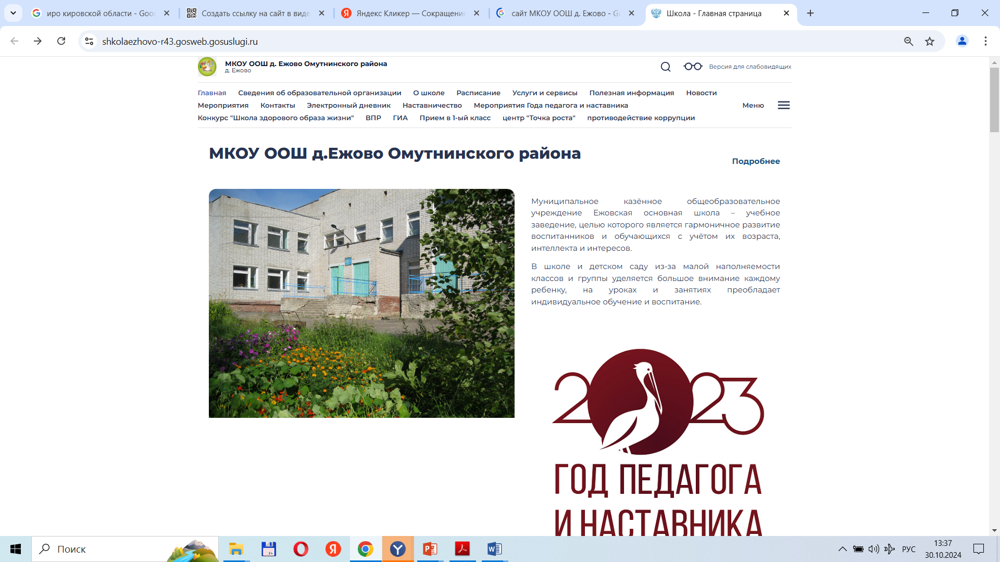 иро кировской области - Goo
Создать ссылку на сайт в виде
Яндекс Кликер — Сокращение
сайт МКОУ ООШ д. Ежово - Go
Школа - Главная страница
shkolaezhovo-r43.gosweb.gosuslugi.ru
МКОУ ООШ д. Ежово Омутнинского района
д. Ежово
Версия для слабовидящих
Главная Сведения об образовательной организации О школе Расписание Услуги и сервисы Полезная информация Новости
Мероприятия Контакты Электронный дневник Наставничество Мероприятия Года педагога и наставника
Меню
Конкурс "Школа здорового образа жизни" ВПР ГИА Прием в 1-ый класс центр "Точка роста" противодействие коррупции
МКОУ ООШ д.Ежово Омутнинского района
Подробнее
Муниципальное казённое общеобразовательное
учреждение Ежовская основная школа – учебное
заведение, целью которого является гармоничное развитие
воспитанников и обучающихся с учётом их возраста,
интеллекта и интересов.
В школе и детском саду из-за малой наполняемости
классов и группы уделяется большое внимание каждому
ребенку, на уроках и занятиях преобладает
индивидуальное обучение и воспитание.
2023
ГОД ПЕДАГОГА
И НАСТАВНИКА
Поиск
64
РУС
13:37
30.10.2024